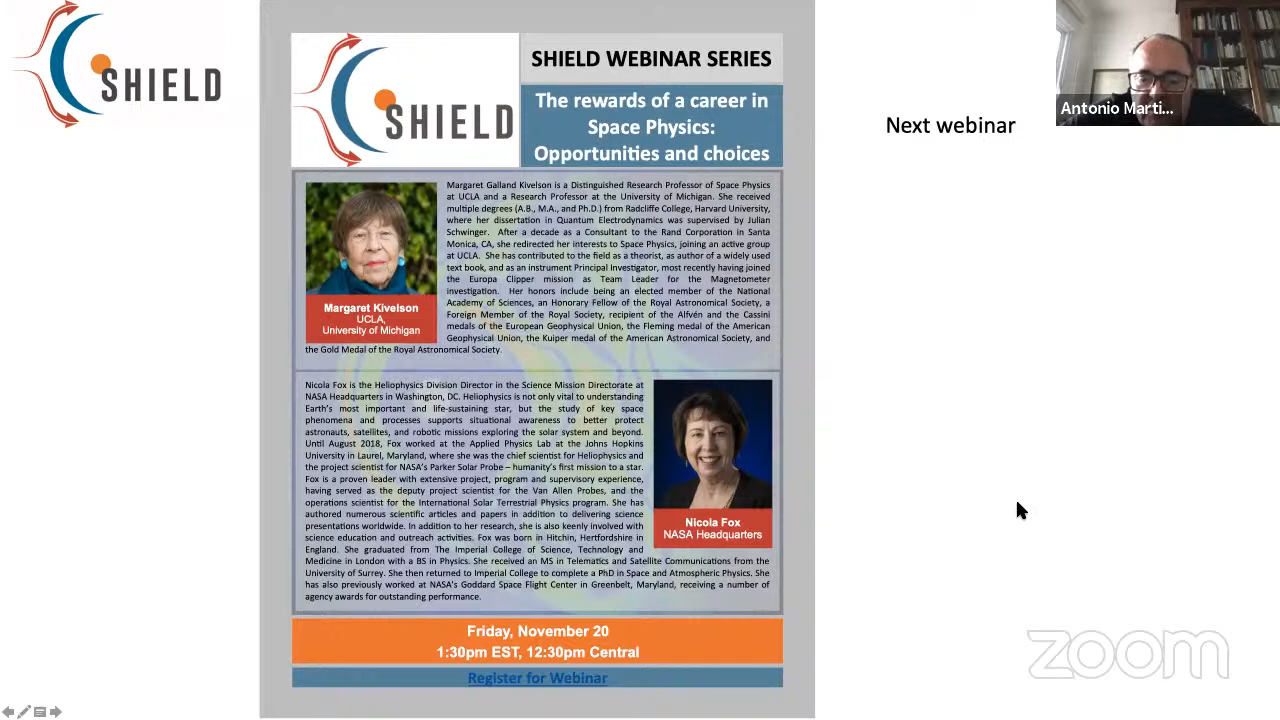 SHIELD
SHIELD
SHIELD WEBINAR SERIES
The rewards of a career in
Space Physics:
Opportunities and choices
Next webinar
Antonio Marti...
Margaret Galland Kivelson is a Distinguished Research Professor of Space Physics
at UCLA and a Research Professor at the University of Michigan. She received
multiple degrees (A.B., M.A., and Ph.D.) from Radcliffe College, Harvard University,
where her dissertation in Quantum Electrodynamics was supervised by Julian
Schwinger. After a decade as a Consultant to the Rand Corporation in Santa
Monica, CA, she redirected her interests to Space Physics, joining an active group
at UCLA. She has contributed to the field as a theorist, as author of a widely used
text book, and as an instrument Principal Investigator, most recently having joined
the Europa Clipper mission as Team Leader for the Magnetometer
investigation. Her honors include being an elected member of the National
Academy of Sciences, an Honorary Fellow of the Royal Astronomical Society, a
Foreign Member of the Royal Society, recipient of the Alfvén and the Cassini
medals of the European Geophysical Union, the Fleming medal of the American
Geophysical Union, the Kuiper medal of the American Astronomical Society, and
the Gold Medal of the Royal Astronomical Society.
Margaret Kivelson
UCLA,
University of Michigan
Nicola Fox is the Heliophysics Division Director in the Science Mission Directorate at
NASA Headquarters in Washington, DC. Heliophysics is not only vital to understanding
Earth's most important and life-sustaining star, but the study of key space
phenomena and processes supports situational awareness to better protect
astronauts, satellites, and robotic missions exploring the solar system and beyond.
Until August 2018, Fox worked at the Applied Physics Lab at the Johns Hopkins
University in Laurel, Maryland, where she was the chief scientist for Heliophysics and
the project scientist for NASA's Parker Solar Probe – humanity's first mission to a star.
Fox is a proven leader with extensive project, program and supervisory experience,
having served as the deputy project scientist for the Van Allen Probes, and the
operations scientist for the International Solar Terrestrial Physics program. She has
authored numerous scientific articles and papers in addition to delivering science
presentations worldwide. In addition to her research, she is also keenly involved with
science education and outreach activities. Fox was born in Hitchin, Hertfordshire in
England. She graduated from The Imperial College of Science, Technology and
Medicine in London with a BS in Physics. She received an MS in Telematics and Satellite Communications from the
University of Surrey. She then returned to Imperial College to complete a PhD in Space and Atmospheric Physics. She
has also previously worked at NASA's Goddard Space Flight Center in Greenbelt, Maryland, receiving a number of
agency awards for outstanding performance.
Nicola Fox
NASA Headquarters
Friday, November 20
1:30pm EST, 12:30pm Central
Register for Webinar
zoom